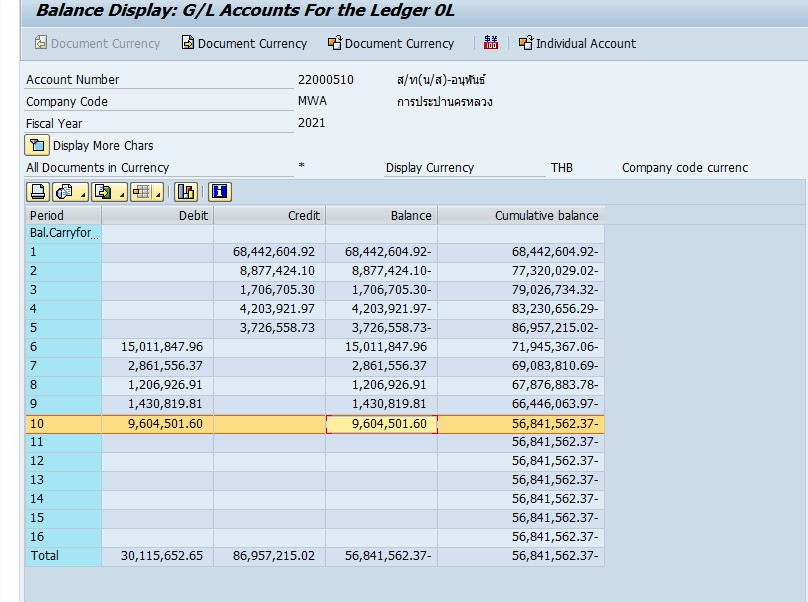 Balance Display: G/L Accounts For the Ledger 0L
Document Currency Document Currency Document Currency Individual Account
Account Number 22000510 ส/ท(น/ส)-อนุพันธ์
Company Code MWA การประปานครหลวง
Fiscal Year 2021
Display More Chars
All Documents in Currency * Display Currency THB Company code currenc
Period Debit Credit Balance Cumulative balance
Bal.Carryfor...
1 68,442,604.92 68,442,604.92- 68,442,604.92-
2 8,877,424.10 8,877,424.10- 77,320,029.02-
3 1,706,705.30 1,706,705.30- 79,026,734.32-
4 4,203,921.97 4,203,921.97- 83,230,656.29-
5 3,726,558.73 3,726,558.73- 86,957,215.02-
6 15,011,847.96 15,011,847.96 71,945,367.06-
7 2,861,556.37 2,861,556.37 69,083,810.69-
8 1,206,926.91 1,206,926.91 67,876,883.78-
9 1,430,819.81 1,430,819.81 66,446,063.97-
10 9,604,501.60 9,604,501.60 56,841,562.37-
11 56,841,562.37-
12 56,841,562.37-
13 56,841,562.37-
14 56,841,562.37-
15 56,841,562.37-
16 56,841,562.37-
Total 30,115,652.65 86,957,215.02 56,841,562.37- 56,841,562.37-